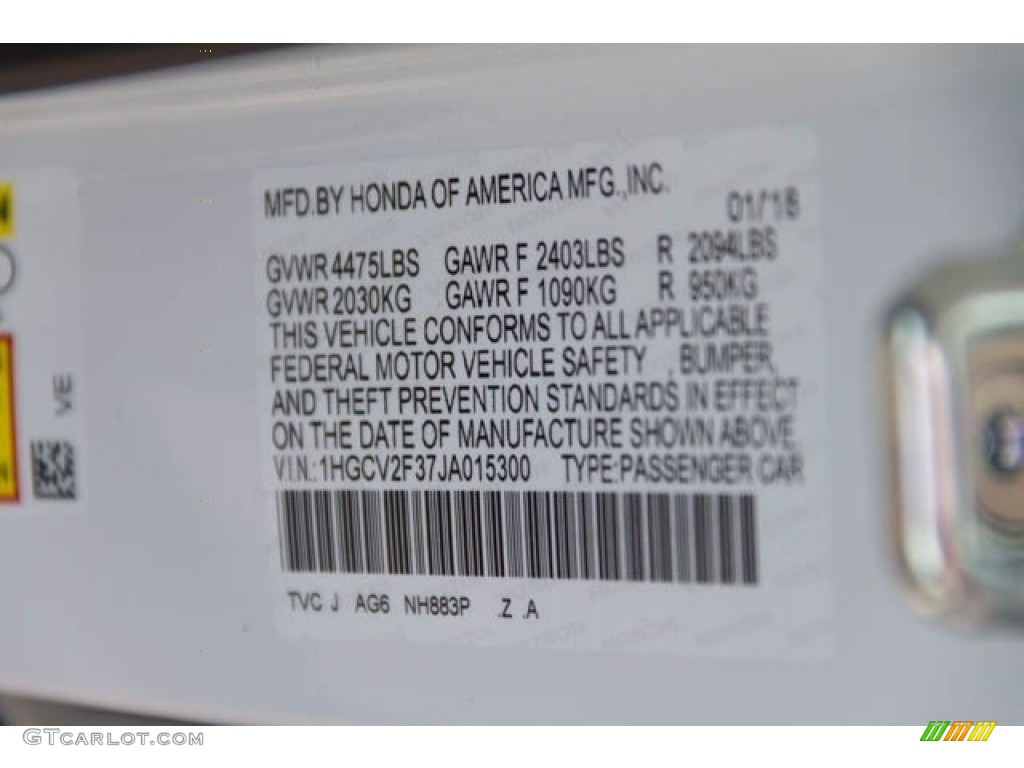 MFD.BY HONDA OF AMERICA MFG.,INC.
01/18
GVWR 4475LBS GAWR F 2403LBS R 2094LBS
GVWR 2030KG GAWR F 1090KG R 950KG
THIS VEHICLE CONFORMS TO ALL APPLICABLE
FEDERAL MOTOR VEHICLE SAFETY , BUMPER,
AND THEFT PREVENTION STANDARDS IN EFFECT
ON THE DATE OF MANUFACTURE SHOWN ABOVE.
V.I.N.: 1HGCV2F37JA015300 TYPE:PASSENGER CAR
TVC J AG6 NH883P .Z .A
VE
GTCARLOT.COM